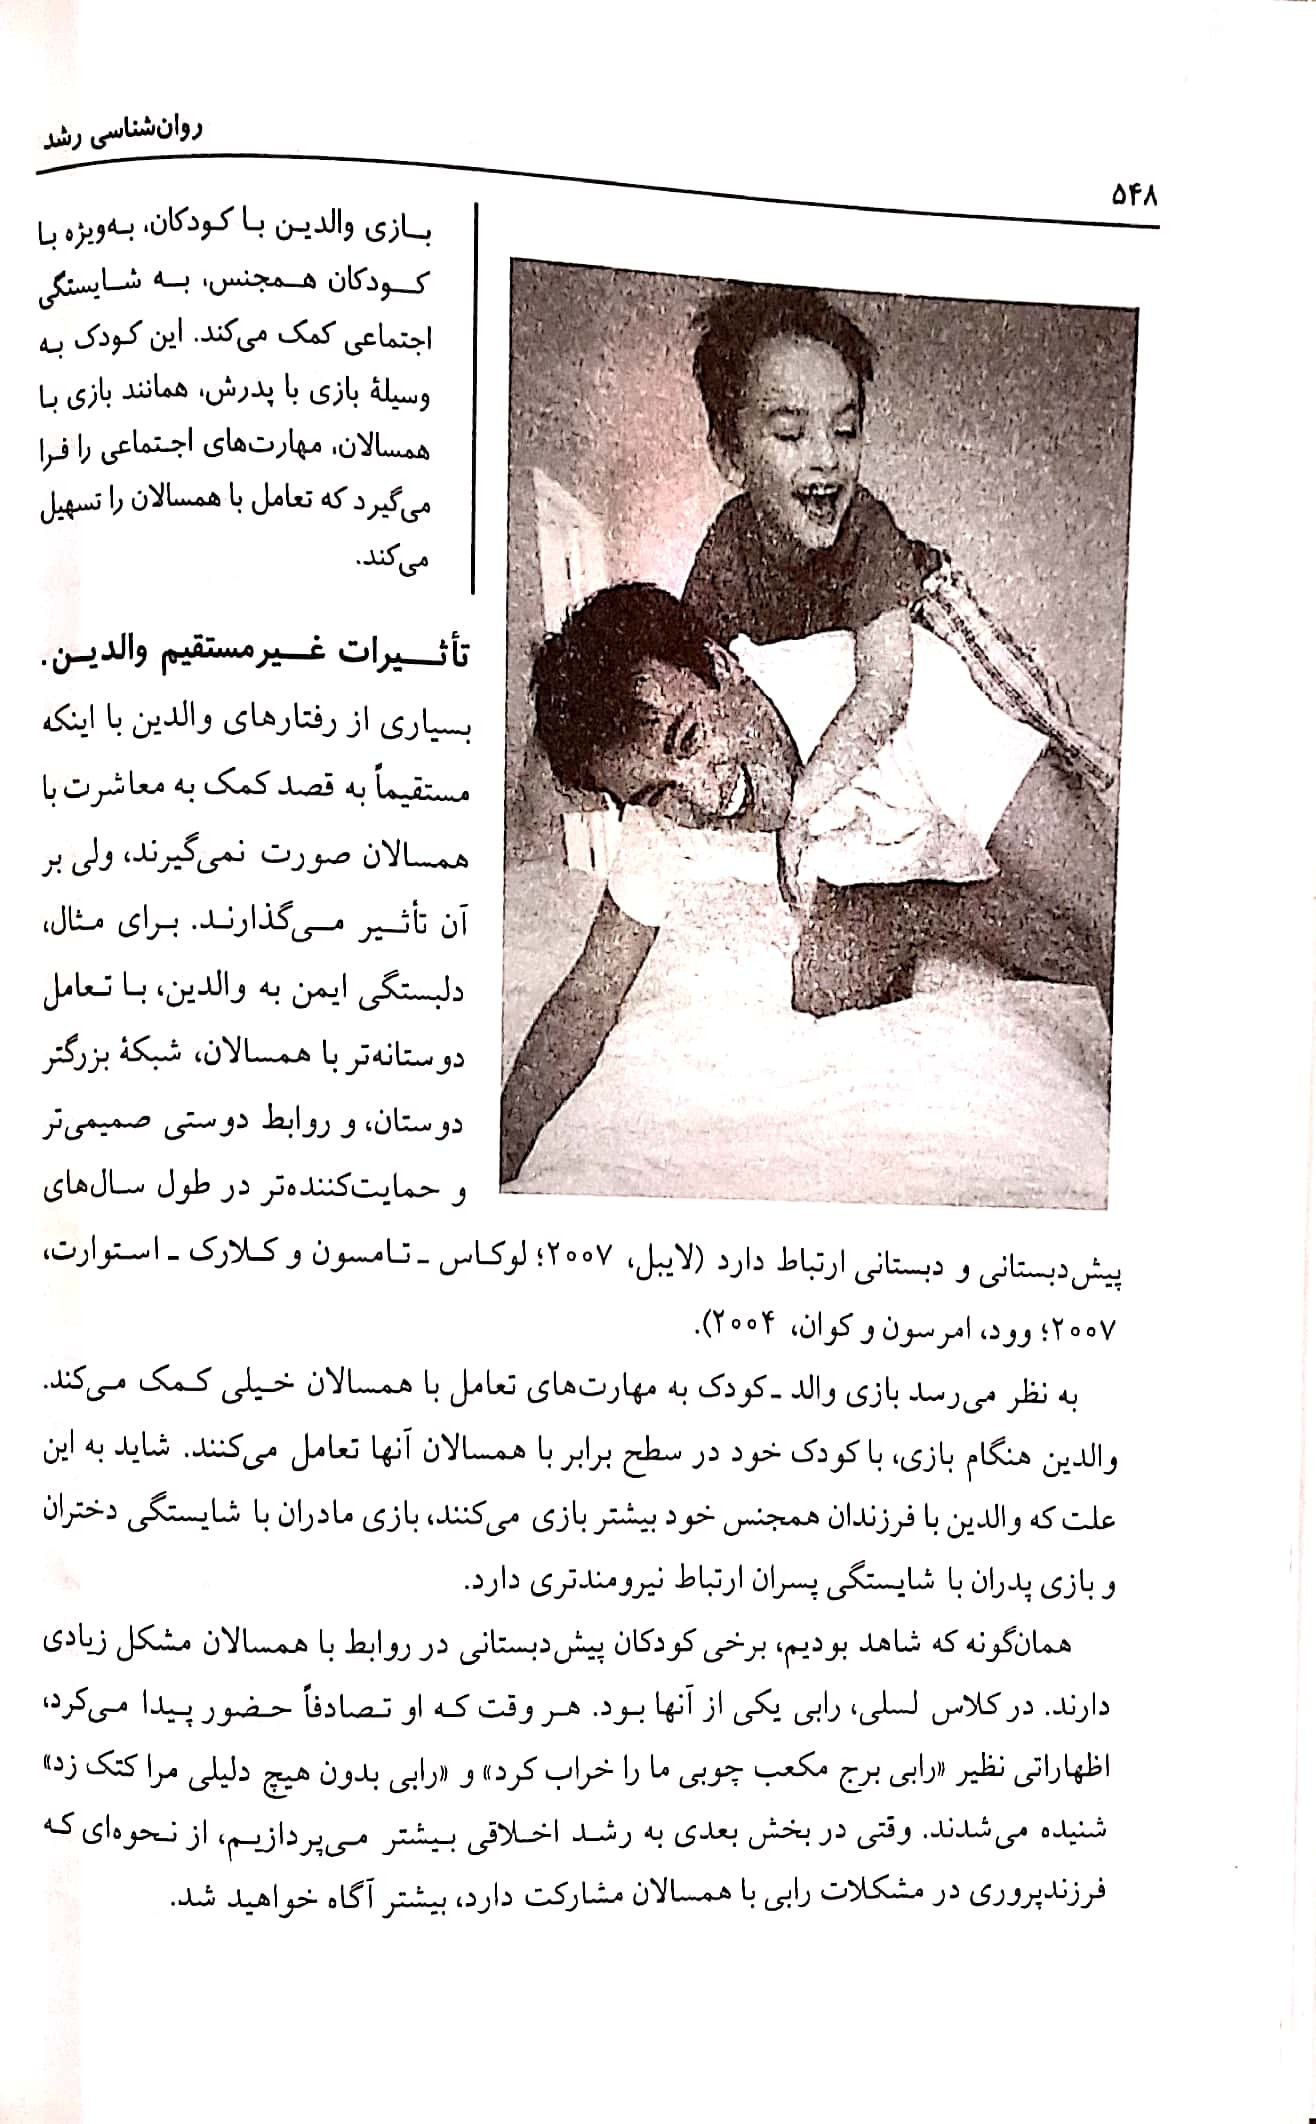 روان‌شناسی رشد
۵۴۸
بازی والدین با کودکان، به‌ویژه با
کودکان همجنس، به شایستگی
اجتماعی کمک می‌کند. این کودک به
وسیلهٔ بازی با پدرش، همانند بازی با
همسالان، مهارت‌های اجتماعی را فرا
می‌گیرد که تعامل با همسالان را تسهیل
می‌کند.
تأثیرات غیرمستقیم والدین.
بسیاری از رفتارهای والدین با اینکه
مستقیماً به قصد کمک به معاشرت با
همسالان صورت نمی‌گیرند، ولی بر
آن تأثیر می‌گذارند. برای مثال،
دلبستگی ایمن به والدین، با تعامل
دوستانه‌تر با همسالان، شبکهٔ بزرگتر
دوستان، و روابط دوستی صمیمی‌تر
و حمایت‌کننده‌تر در طول سال‌های
پیش‌دبستانی و دبستانی ارتباط دارد (لایبل، ۲۰۰۷؛ لوکاس ـ تامسون و کلارک ـ استوارت،
۲۰۰۷؛ وود، امرسون و کوان، ۲۰۰۴).
به نظر می‌رسد بازی والد ـ کودک به مهارت‌های تعامل با همسالان خیلی کمک می‌کند.
والدین هنگام بازی، با کودک خود در سطح برابر با همسالان آنها تعامل می‌کنند. شاید به این
علت که والدین با فرزندان همجنس خود بیشتر بازی می‌کنند، بازی مادران با شایستگی دختران
و بازی پدران با شایستگی پسران ارتباط نیرومندتری دارد.
همان‌گونه که شاهد بودیم، برخی کودکان پیش‌دبستانی در روابط با همسالان مشکل زیادی
دارند. در کلاس لسلی، رابی یکی از آنها بود. هر وقت که او تصادفاً حضور پیدا می‌کرد،
اظهاراتی نظیر «رابی برج مکعب چوبی ما را خراب کرد» و «رابی بدون هیچ دلیلی مرا کتک زد»
شنیده می‌شدند. وقتی در بخش بعدی به رشد اخلاقی بیشتر می‌پردازیم، از نحوه‌ای که
فرزندپروری در مشکلات رابی با همسالان مشارکت دارد، بیشتر آگاه خواهید شد.